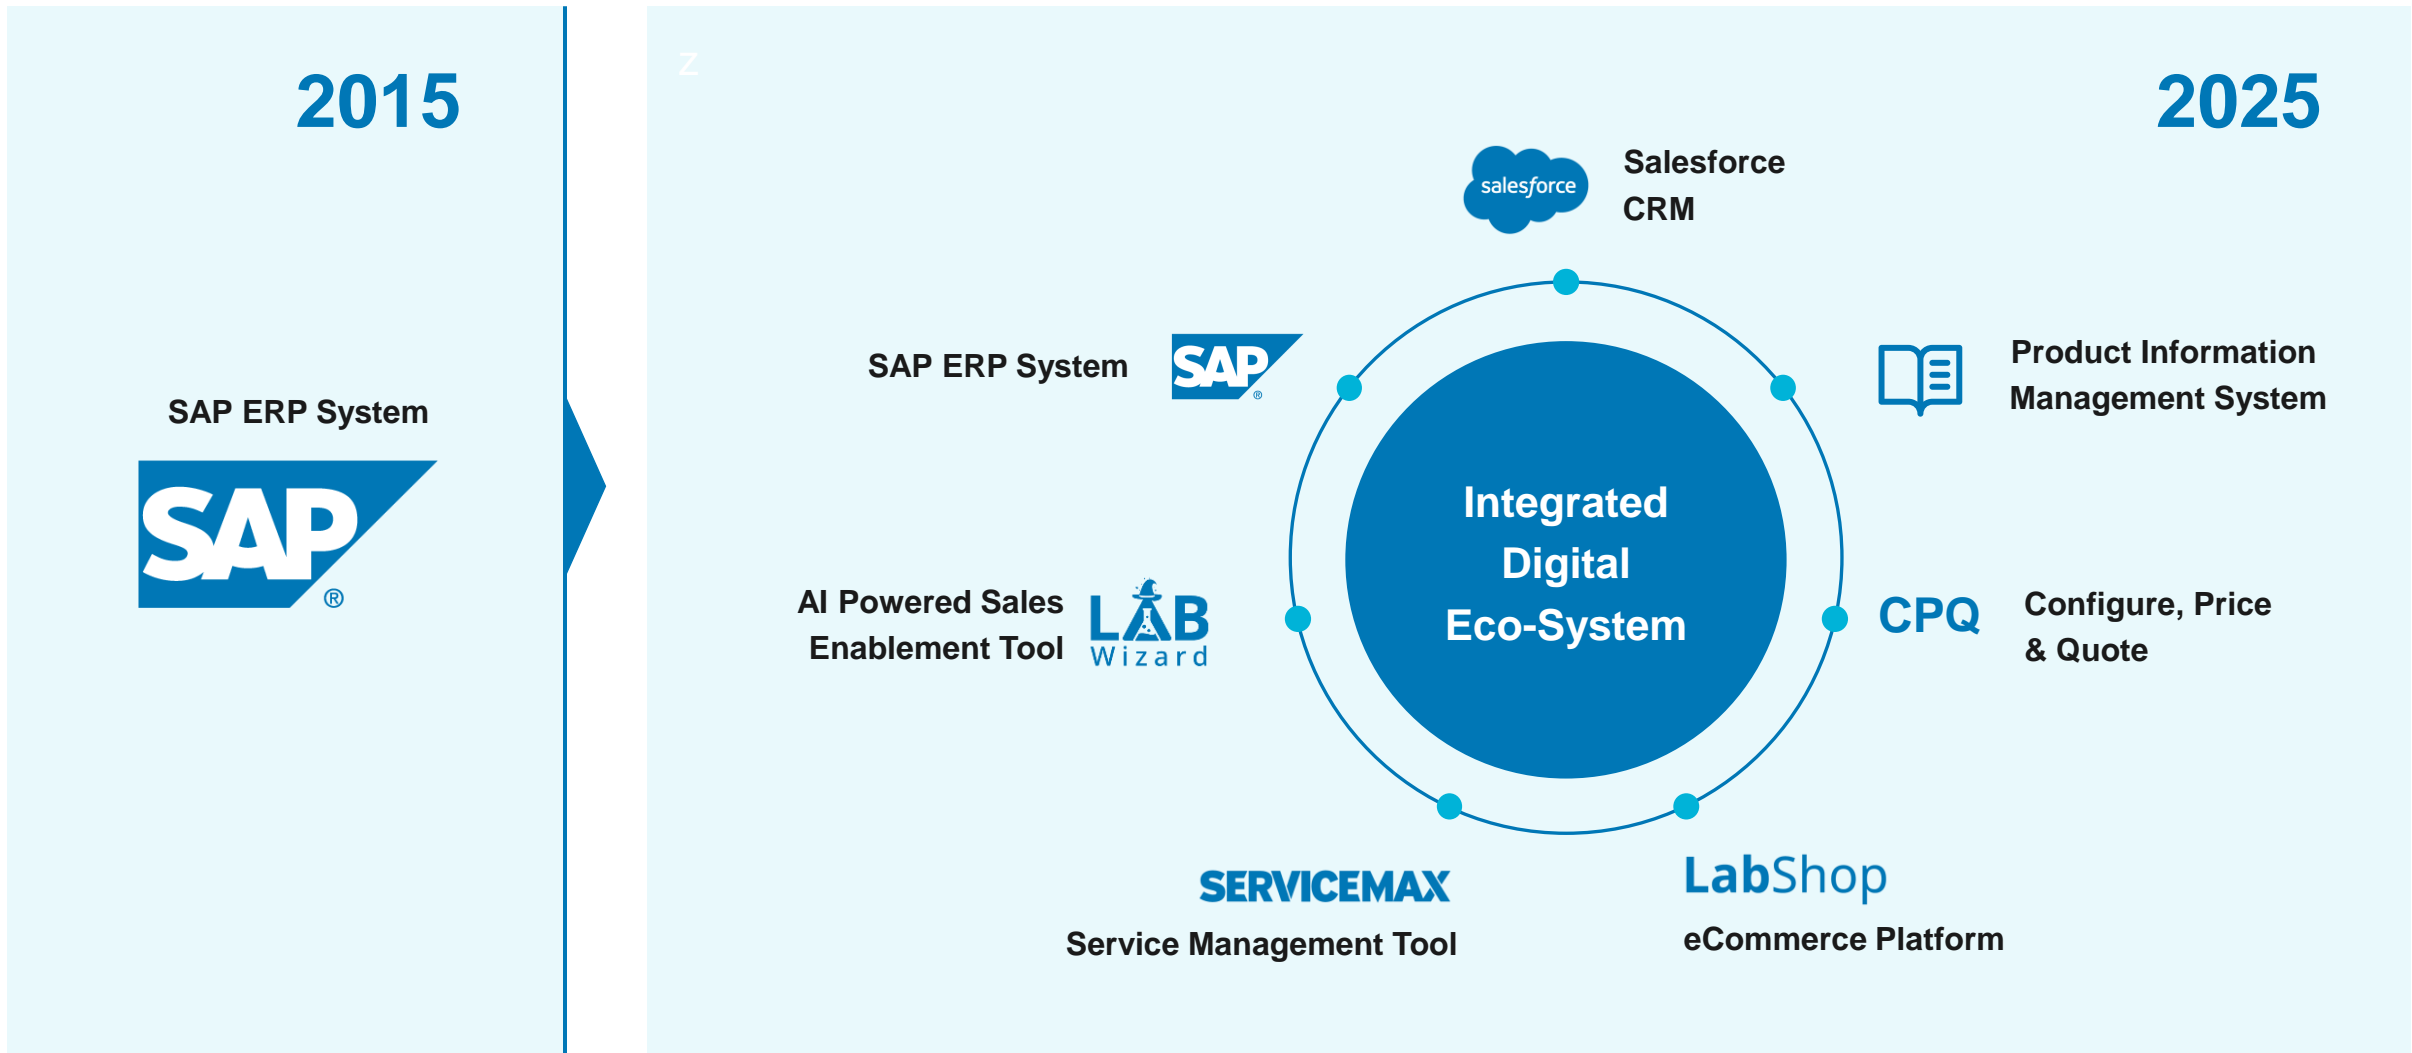 2015
SAP ERP System
SAP
®
z
2025
salesforce
Salesforce
CRM
SAP ERP System
SAP
®
Product Information
Management System
Integrated
Digital
Eco-System
AI Powered Sales
Enablement Tool
LAB
Wizard
CPQ
Configure, Price
& Quote
SERVICEMAX
Service Management Tool
LabShop
eCommerce Platform